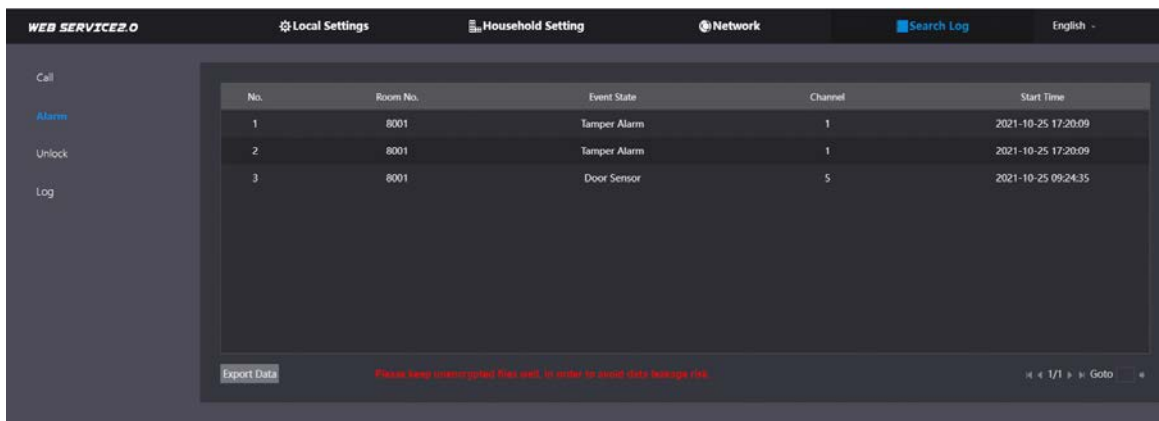 WEB SERVICE2.0 Local Settings Household Setting Network Search Log English
Call
Alarm
Unlock
Log
No. Room No. Event State Channel Start Time
1 8001 Tamper Alarm 1 2021-10-25 17:20:09
2 8001 Tamper Alarm 1 2021-10-25 17:20:09
3 8001 Door Sensor 5 2021-10-25 09:24:35
Export Data Please keep unencrypted files well, in order to avoid data leakage risk. 1/1 Goto